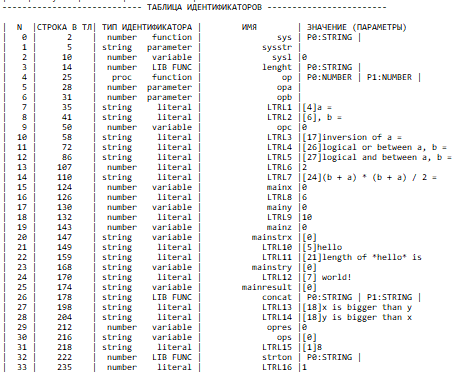 ------------------------------ ТАБЛИЦА ИДЕНТИФИКАТОРОВ ------------------------------
| N |СТРОКА В ТЛ| ТИП ИДЕНТИФИКАТОРА | ИМЯ | ЗНАЧЕНИЕ (ПАРАМЕТРЫ)
| 0 | 2 | number function | sys | P0:STRING |
| 1 | 5 | string parameter | sysstr |
| 2 | 10 | number variable | sysl |0
| 3 | 14 | number LIB FUNC | lenght | P0:STRING |
| 4 | 25 | proc function | op | P0:NUMBER | P1:NUMBER |
| 5 | 28 | number parameter | opa |
| 6 | 31 | number parameter | opb |
| 7 | 35 | string literal | LTRL1 |[4]a =
| 8 | 41 | string literal | LTRL2 |[6], b =
| 9 | 50 | number variable | opc |0
| 10 | 58 | string literal | LTRL3 |[17]inversion of a =
| 11 | 72 | string literal | LTRL4 |[26]logical or between a, b =
| 12 | 86 | string literal | LTRL5 |[27]logical and between a, b =
| 13 | 107 | number literal | LTRL6 |2
| 14 | 110 | string literal | LTRL7 |[24](b + a) * (b + a) / 2 =
| 15 | 124 | number variable | mainx |0
| 16 | 126 | number literal | LTRL8 |6
| 17 | 130 | number variable | mainy |0
| 18 | 132 | number literal | LTRL9 |10
| 19 | 143 | number variable | mainz |0
| 20 | 147 | string variable | mainstrx |[0]
| 21 | 149 | string literal | LTRL10 |[5]hello
| 22 | 159 | string literal | LTRL11 |[21]length of *hello* is
| 23 | 168 | string variable | mainstry |[0]
| 24 | 170 | string literal | LTRL12 |[7] world!
| 25 | 174 | string variable | mainresult |[0]
| 26 | 178 | string LIB FUNC | concat | P0:STRING | P1:STRING |
| 27 | 198 | string literal | LTRL13 |[18]x is bigger than y
| 28 | 204 | string literal | LTRL14 |[18]y is bigger than x
| 29 | 212 | number variable | opres |0
| 30 | 216 | string variable | ops |[0]
| 31 | 218 | string literal | LTRL15 |[1]8
| 32 | 222 | number LIB FUNC | strton | P0:STRING |
| 33 | 235 | number literal | LTRL16 |1